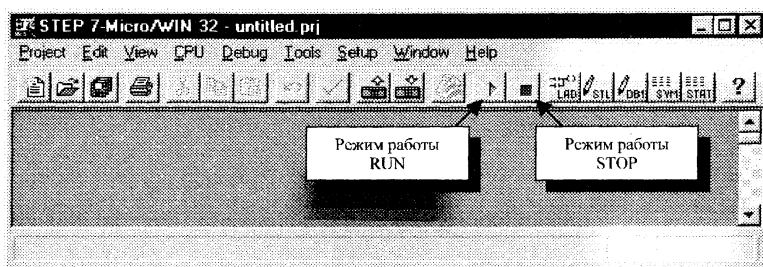 STEP 7-Micro/WIN 32 - untitled.prj
Project Edit View CPU Debug Tools Setup Window Help
LAD STL DB1 SYM STAT ?
Режим работы
RUN
Режим работы
STOP